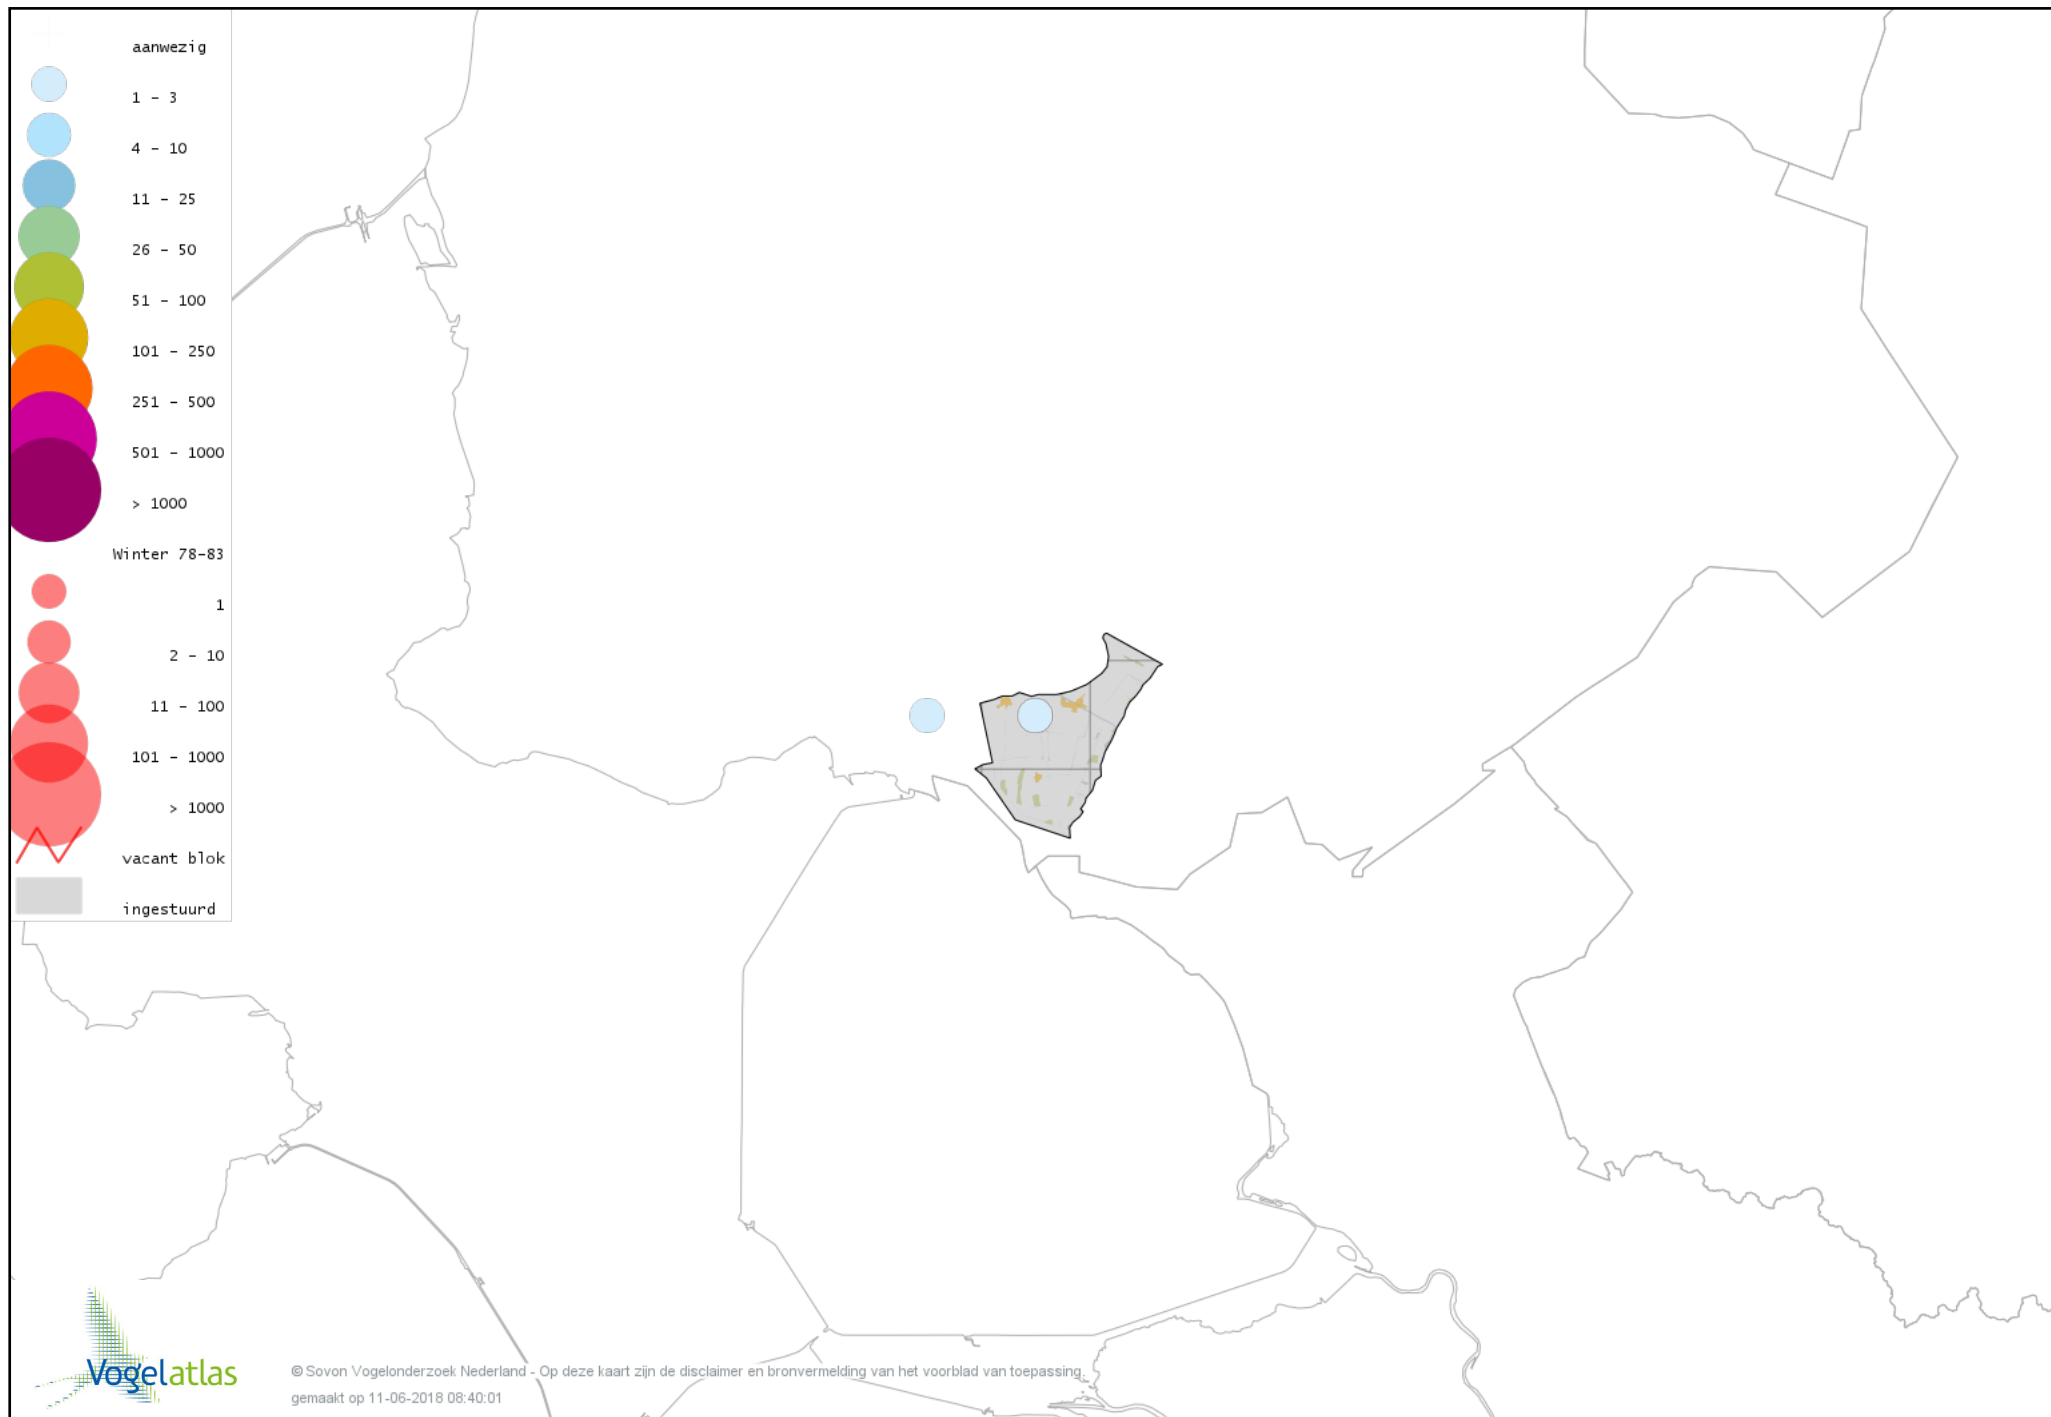 aanwezig
1 - 3
4 - 10
11 - 25
26 - 50
51 - 100
101 - 250
251 - 500
501 - 1000
> 1000
Winter 78-83
1
2 - 10
11 - 100
101 - 1000
> 1000
vacant blok
ingestuurd
Vogelatlas
© Sovon Vogelonderzoek Nederland - Op deze kaart zijn de disclaimer en bronvermelding van het voorblad van toepassing.
gemaakt op 11-06-2018 08:40:01